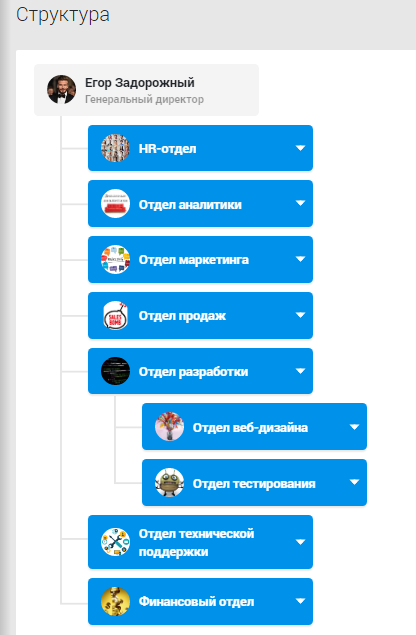 Структура
Егор Задорожный
Генеральный директор
HR-отдел
Отдел аналитики
Отдел маркетинга
Отдел продаж
Отдел разработки
Отдел веб-дизайна
Отдел тестирования
Отдел технической
поддержки
Финансовый отдел